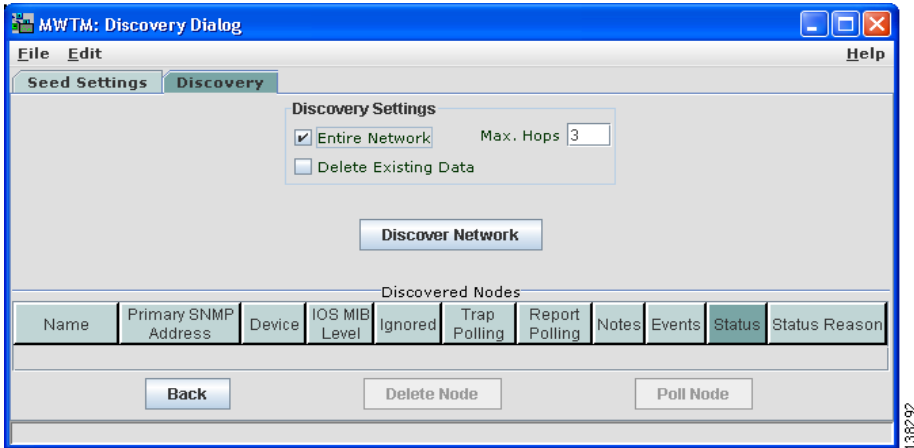 MWTM: Discovery Dialog
File Edit Help
Seed Settings Discovery
Discovery Settings
Entire Network Max. Hops 3
Delete Existing Data
Discover Network
Discovered Nodes
Name Primary SNMP Address Device IOS MIB Level Ignored Trap Polling Report Polling Notes Events Status Status Reason
Back Delete Node Poll Node
138292